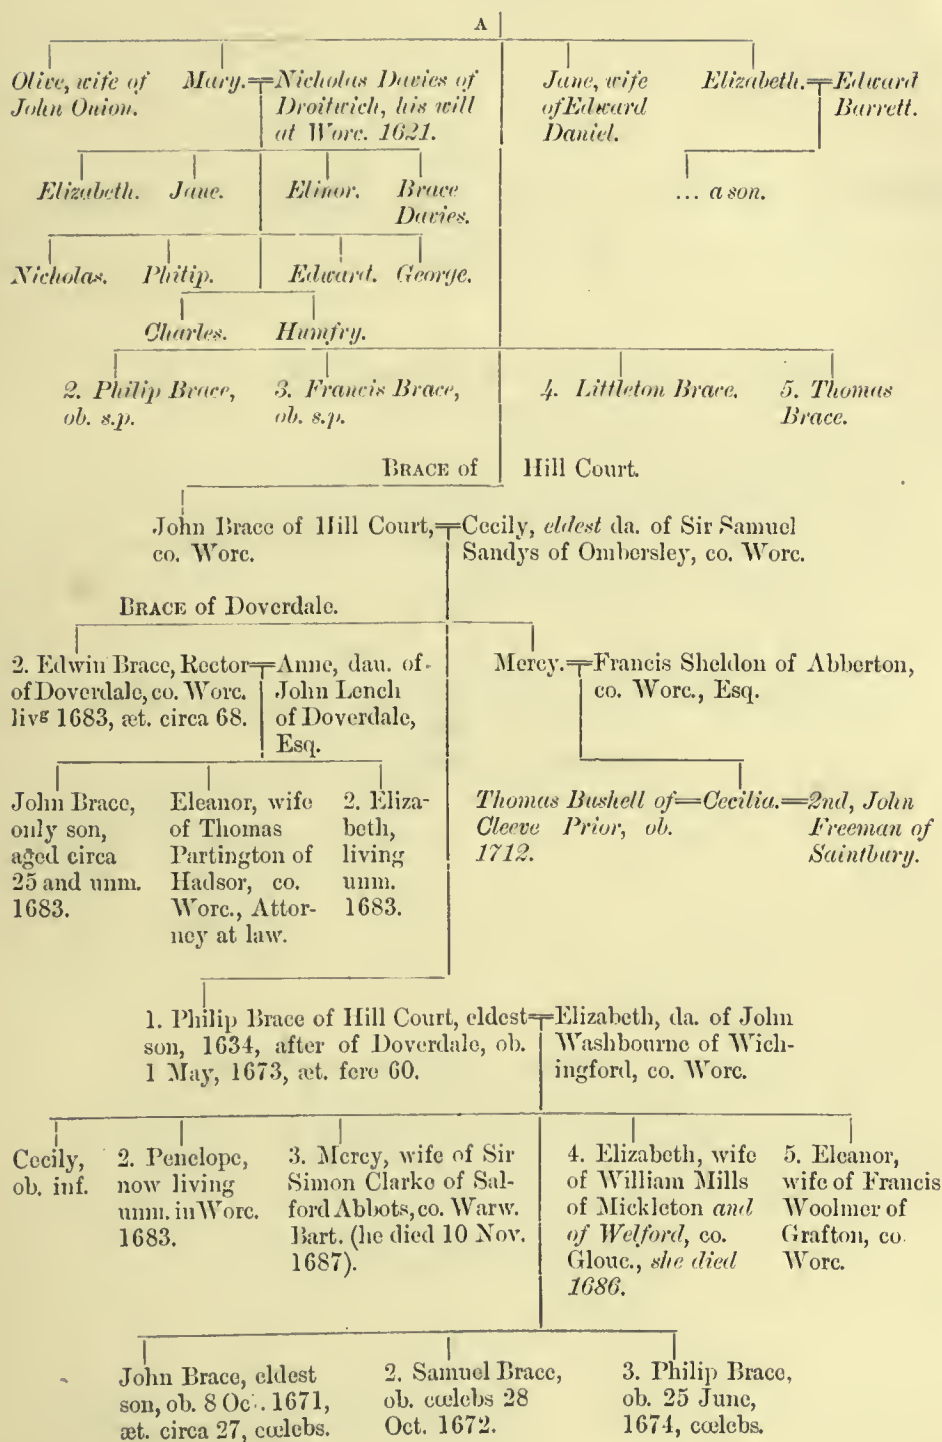 A
Olive, wife of John Onion.
Mary. Nicholas Davies of Droitwich, his will at Worc. 1621.
Jane, wife of Edward Daniel.
Elizabeth. Edward Barrett.
Elizabeth. Jane. Elinor. Brace Davies.
... a son.
Nicholas. Philip. Edward. George.
Charles. Humfry.
2. Philip Brace, ob. s.p.
3. Francis Brace, ob. s.p.
4. Littleton Brace.
5. Thomas Brace.
BRACE of Hill Court.
John Brace of Hill Court, co. Worc.
Cecily, eldest da. of Sir Samuel Sandys of Ombersley, co. Worc.
BRACE of Doverdale.
2. Edwin Brace, Rector of Doverdale, co. Worc. livg 1683, æt. circa 68.
Anne, dau. of John Lench of Doverdale, Esq.
Mercy. Francis Sheldon of Abberton, co. Worc., Esq.
John Brace, only son, aged circa 25 and unm. 1683.
Eleanor, wife of Thomas Partington of Hadsor, co. Worc., Attorney at law.
2. Elizabeth, living unm. 1683.
Thomas Bushell of Cleeve Prior, ob. 1712.
Cecilia.
2nd, John Freeman of Saintbury.
1. Philip Brace of Hill Court, eldest son, 1634, after of Doverdale, ob. 1 May, 1673, æt. fere 60.
Elizabeth, da. of John Washbourne of Wichingford, co. Worc.
Cecily, ob. inf.
2. Penelope, now living unm. in Worc. 1683.
3. Mercy, wife of Sir Simon Clarke of Salford Abbots, co. Warw. Bart. (he died 10 Nov. 1687).
4. Elizabeth, wife of William Mills of Mickleton and of Welford, co. Glouc., she died 1686.
5. Eleanor, wife of Francis Woolmer of Grafton, co. Worc.
John Brace, eldest son, ob. 8 Oc. . 1671, æt. circa 27, cœlebs.
2. Samuel Brace, ob. cœlebs 28 Oct. 1672.
3. Philip Brace, ob. 25 June, 1674, cœlebs.